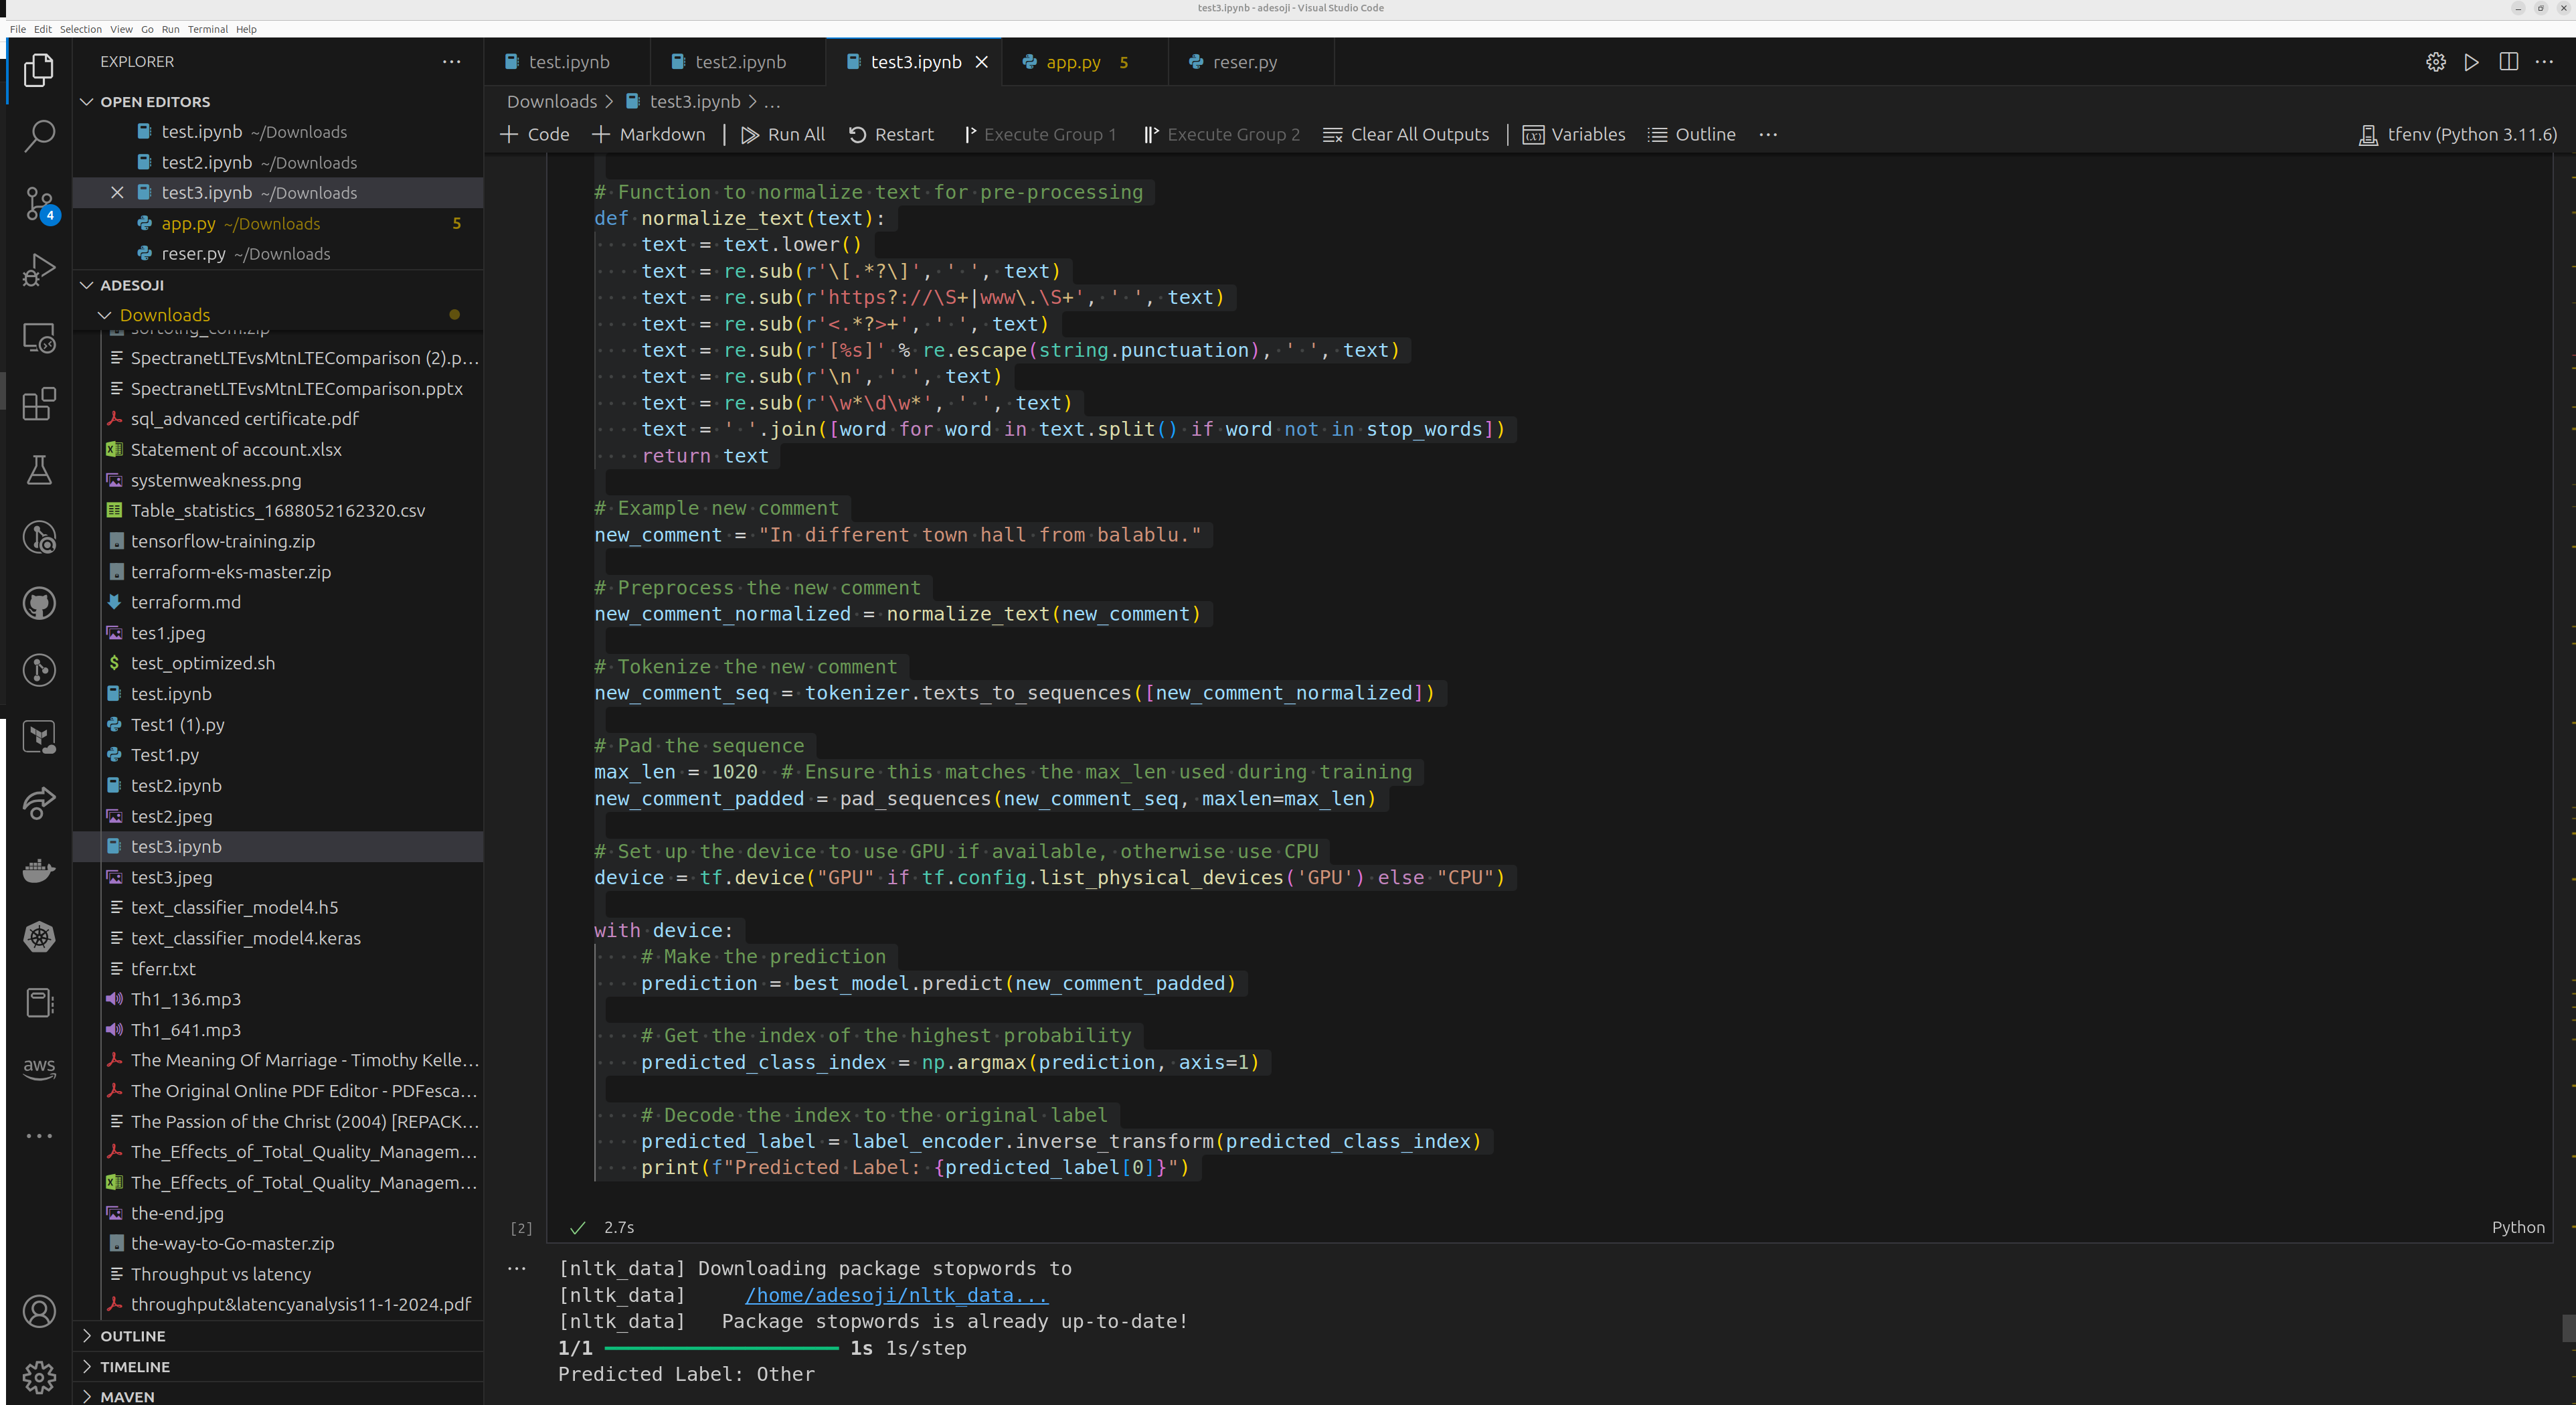 test3.ipynb - adesoji - Visual Studio Code
File Edit Selection View Go Run Terminal Help
EXPLORER
OPEN EDITORS
test.ipynb ~/Downloads
test2.ipynb ~/Downloads
test3.ipynb ~/Downloads
app.py ~/Downloads 5
reser.py ~/Downloads
ADESOJI
Downloads
SpectranetLTEvsMtnLTEComparison (2).p...
SpectranetLTEvsMtnLTEComparison.pptx
sql_advanced certificate.pdf
Statement of account.xlsx
systemweakness.png
Table_statistics_1688052162320.csv
tensorflow-training.zip
terraform-eks-master.zip
terraform.md
tes1.jpeg
test_optimized.sh
test.ipynb
Test1 (1).py
Test1.py
test2.ipynb
test2.jpeg
test3.ipynb
test3.jpeg
text_classifier_model4.h5
text_classifier_model4.keras
tferr.txt
Th1_136.mp3
Th1_641.mp3
The Meaning Of Marriage - Timothy Kelle...
The Original Online PDF Editor - PDFesca...
The Passion of the Christ (2004) [REPACK...
The_Effects_of_Total_Quality_Managem...
The_Effects_of_Total_Quality_Managem...
the-end.jpg
the-way-to-Go-master.zip
Throughput vs latency
throughput&latencyanalysis11-1-2024.pdf
OUTLINE
TIMELINE
MAVEN
4
aws
test.ipynb test2.ipynb test3.ipynb app.py 5 reser.py
Downloads > test3.ipynb > ...
+ Code + Markdown | Run All Restart Execute Group 1 Execute Group 2 Clear All Outputs | Variables Outline ... tfenv (Python 3.11.6)
# Function to normalize text for pre-processing
def normalize_text(text):
text = text.lower()
text = re.sub(r'\[.*?\]', ' ', text)
text = re.sub(r'https?://\S+|www\.\S+', ' ', text)
text = re.sub(r'<.*?>+', ' ', text)
text = re.sub(r'[%s]' % re.escape(string.punctuation), ' ', text)
text = re.sub(r'\n', ' ', text)
text = re.sub(r'\w*\d\w*', ' ', text)
text = ' '.join([word for word in text.split() if word not in stop_words])
return text
# Example new comment
new_comment = "In different town hall from balablu."
# Preprocess the new comment
new_comment_normalized = normalize_text(new_comment)
# Tokenize the new comment
new_comment_seq = tokenizer.texts_to_sequences([new_comment_normalized])
# Pad the sequence
max_len = 1020 # Ensure this matches the max_len used during training
new_comment_padded = pad_sequences(new_comment_seq, maxlen=max_len)
# Set up the device to use GPU if available, otherwise use CPU
device = tf.device("GPU" if tf.config.list_physical_devices('GPU') else "CPU")
with device:
# Make the prediction
prediction = best_model.predict(new_comment_padded)
# Get the index of the highest probability
predicted_class_index = np.argmax(prediction, axis=1)
# Decode the index to the original label
predicted_label = label_encoder.inverse_transform(predicted_class_index)
print(f"Predicted Label: {predicted_label[0]}")
[2] 2.7s Python
[nltk_data] Downloading package stopwords to
[nltk_data] /home/adesoji/nltk_data...
[nltk_data] Package stopwords is already up-to-date!
1/1 1s 1s/step
Predicted Label: Other